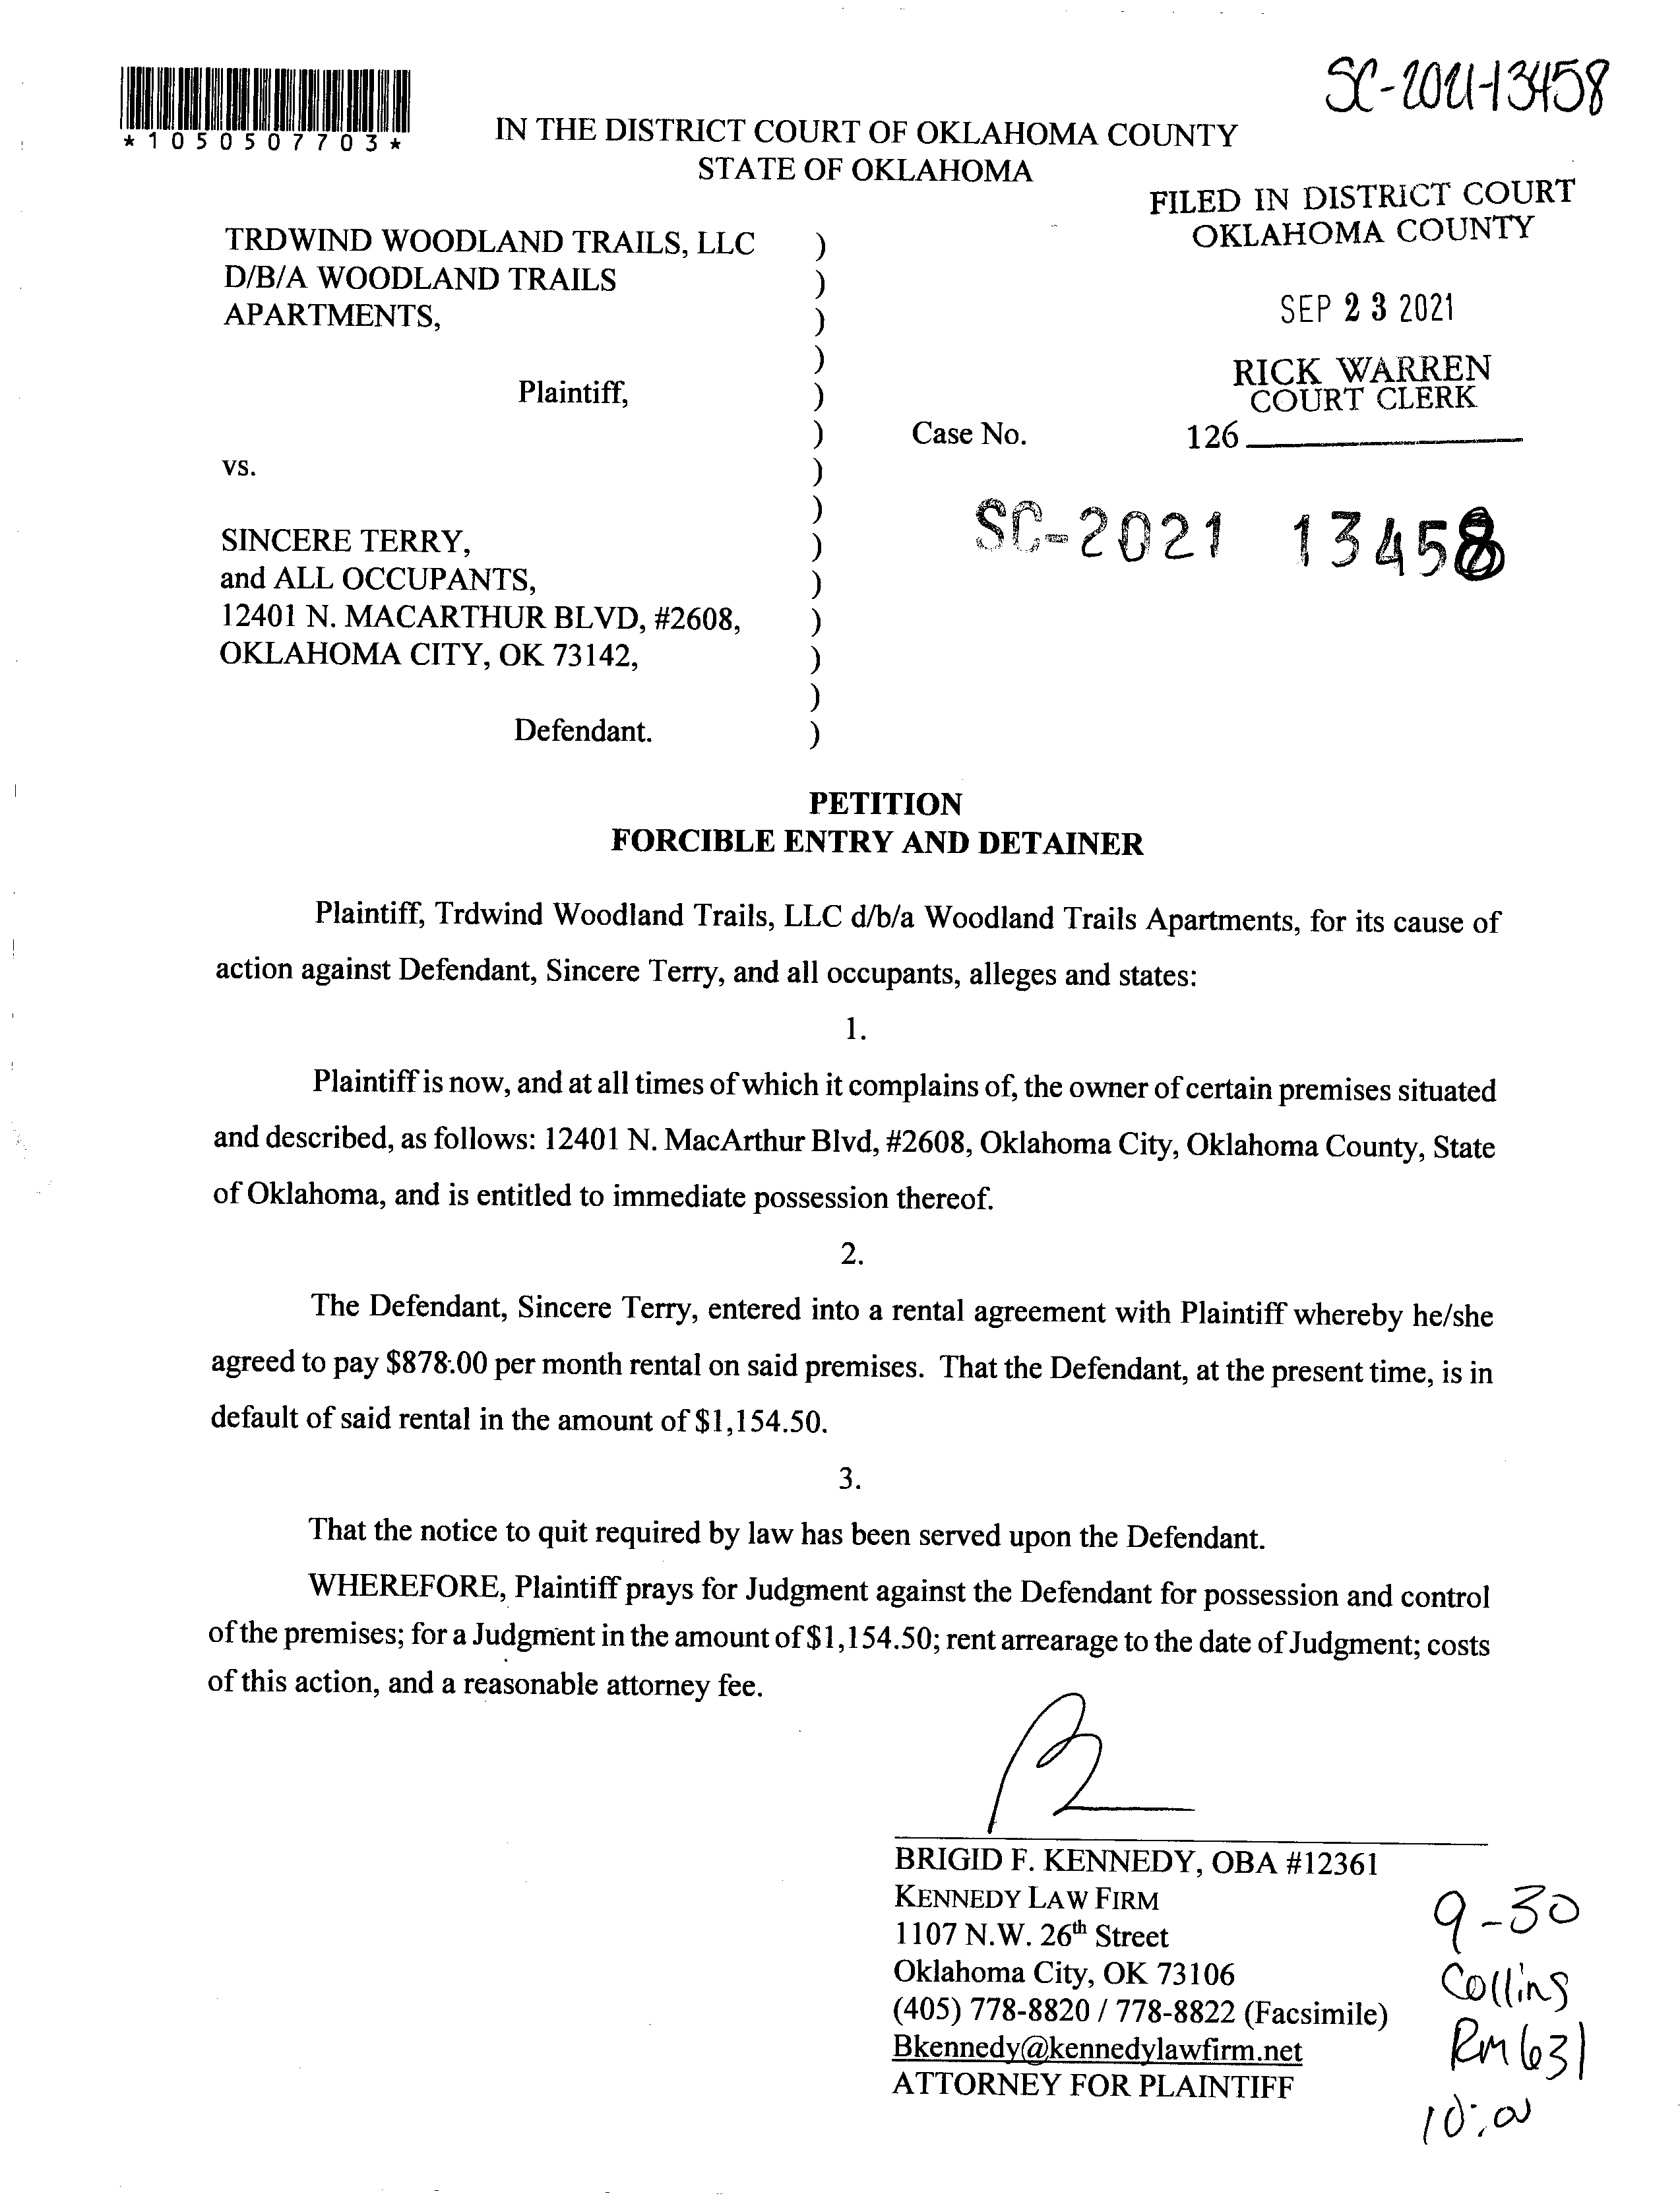 SC-2021-13458
*1050507703*
IN THE DISTRICT COURT OF OKLAHOMA COUNTY
STATE OF OKLAHOMA
FILED IN DISTRICT COURT
OKLAHOMA COUNTY
SEP 23 2021
RICK WARREN
COURT CLERK
126
TRDWIND WOODLAND TRAILS, LLC )
D/B/A WOODLAND TRAILS )
APARTMENTS, )
)
Plaintiff, )
) Case No.
vs. )
)
SC-2021 13458
SINCERE TERRY, )
and ALL OCCUPANTS, )
12401 N. MACARTHUR BLVD, #2608, )
OKLAHOMA CITY, OK 73142, )
)
Defendant. )
PETITION
FORCIBLE ENTRY AND DETAINER
Plaintiff, Trdwind Woodland Trails, LLC d/b/a Woodland Trails Apartments, for its cause of
action against Defendant, Sincere Terry, and all occupants, alleges and states:
1.
Plaintiff is now, and at all times of which it complains of, the owner of certain premises situated
and described, as follows: 12401 N. MacArthur Blvd, #2608, Oklahoma City, Oklahoma County, State
of Oklahoma, and is entitled to immediate possession thereof.
2.
The Defendant, Sincere Terry, entered into a rental agreement with Plaintiff whereby he/she
agreed to pay $878.00 per month rental on said premises. That the Defendant, at the present time, is in
default of said rental in the amount of $1,154.50.
3.
That the notice to quit required by law has been served upon the Defendant.
WHEREFORE, Plaintiff prays for Judgment against the Defendant for possession and control
of the premises; for a Judgment in the amount of $1,154.50; rent arrearage to the date of Judgment; costs
of this action, and a reasonable attorney fee.
BRIGID F. KENNEDY, OBA #12361
KENNEDY LAW FIRM
1107 N.W. 26th Street
Oklahoma City, OK 73106
(405) 778-8820 / 778-8822 (Facsimile)
Bkennedy@kennedylawfirm.net
ATTORNEY FOR PLAINTIFF
9-30
Collins
RM 631
10:00